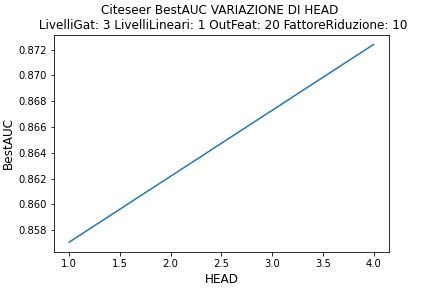 Citeseer BestAUC VARIAZIONE DI HEAD
LivelliGat: 3 LivelliLineari: 1 OutFeat: 20 FattoreRiduzione: 10
0.872
0.870
0.868
0.866
0.864
0.862
0.860
0.858
BestAUC
1.0 1.5 2.0 2.5 3.0 3.5 4.0
HEAD